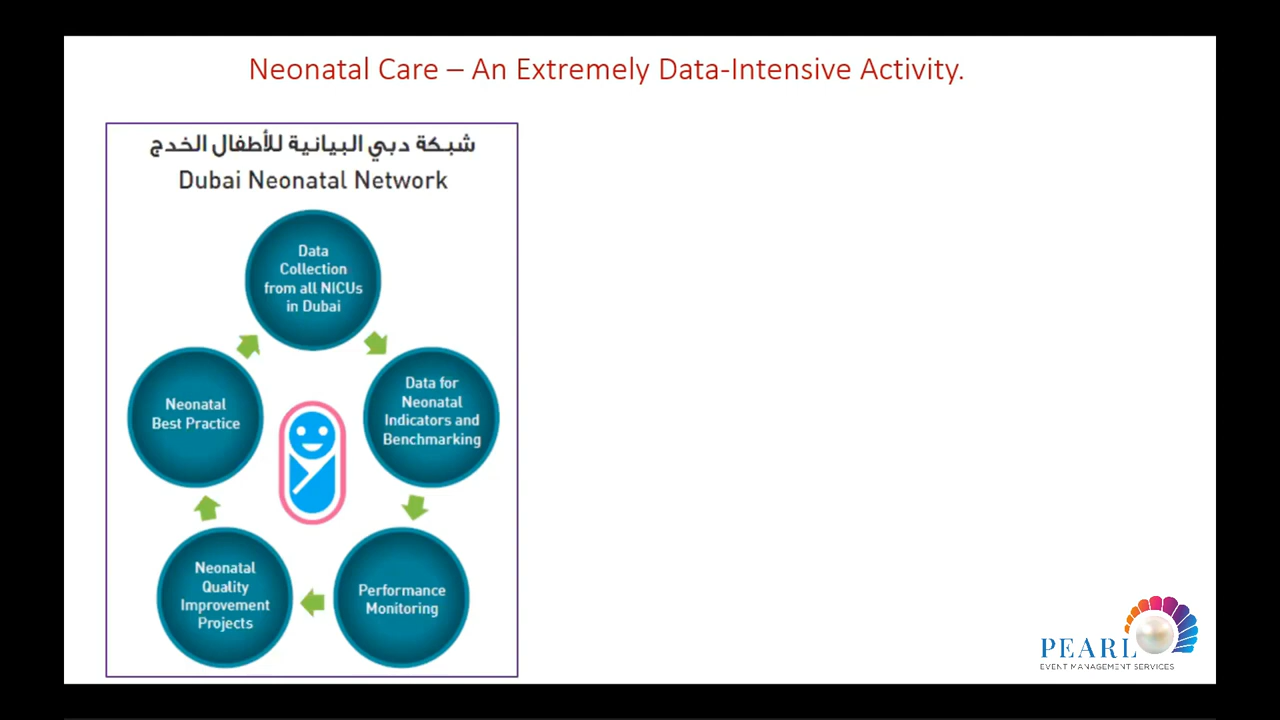 Neonatal Care – An Extremely Data-Intensive Activity.
شبكة دبي البيانية للأطفال الخدج
Dubai Neonatal Network
Data
Collection
from all NICUs
in Dubai
Data for
Neonatal
Indicators and
Benchmarking
Performance
Monitoring
Neonatal
Quality
Improvement
Projects
Neonatal
Best Practice
PEARL
EVENT MANAGEMENT SERVICES